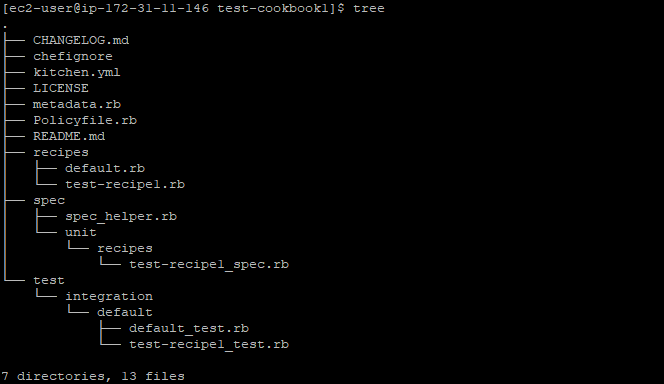 [ec2-user@ip-172-31-11-146 test-cookbook1]$ tree
.
├── CHANGELOG.md
├── chefignore
├── kitchen.yml
├── LICENSE
├── metadata.rb
├── Policyfile.rb
├── README.md
├── recipes
│   ├── default.rb
│   └── test-recipe1.rb
├── spec
│   ├── spec_helper.rb
│   └── unit
│       └── recipes
│           └── test-recipe1_spec.rb
└── test
    └── integration
        └── default
            ├── default_test.rb
            └── test-recipe1_test.rb

7 directories, 13 files